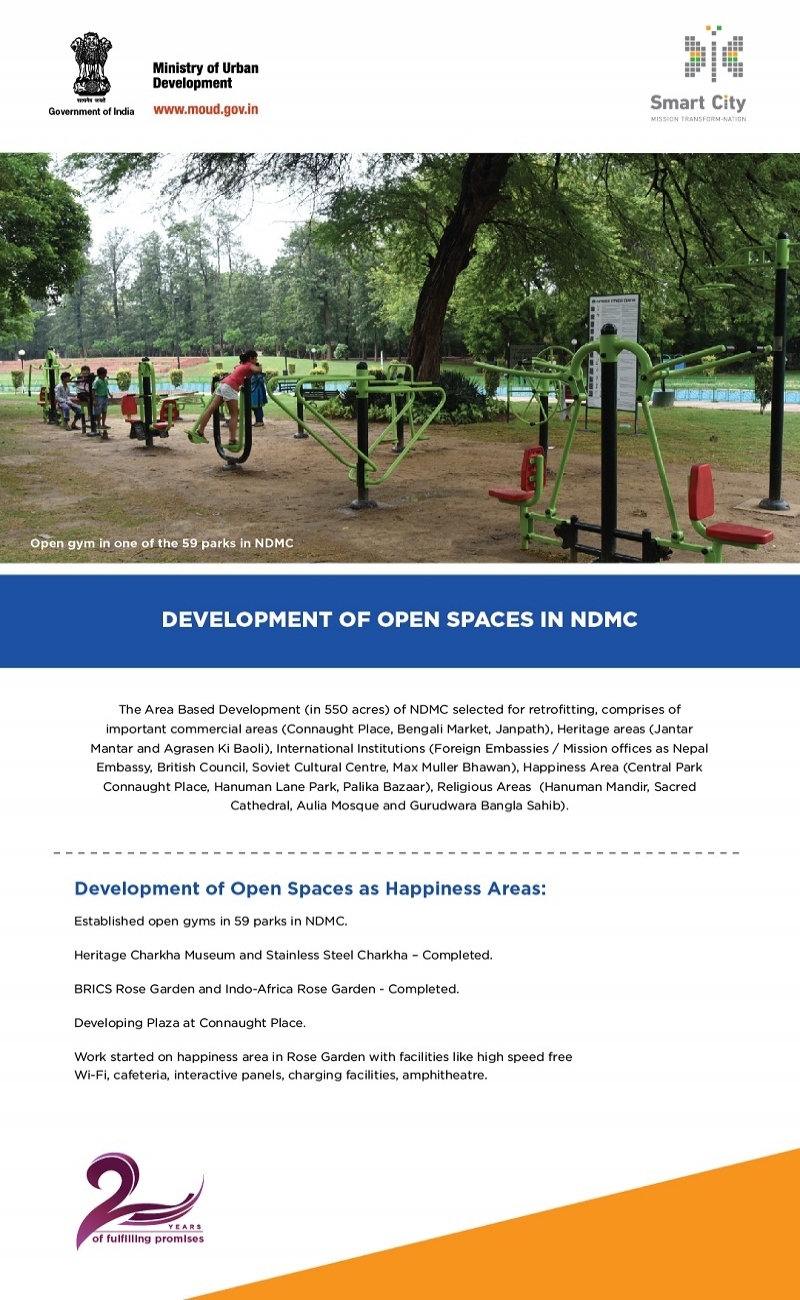 सत्यमेव जयते
Government of India
Ministry of Urban
Development
www.moud.gov.in
Smart City
MISSION TRANSFORM-NATION
Open gym in one of the 59 parks in NDMC
DEVELOPMENT OF OPEN SPACES IN NDMC
The Area Based Development (in 550 acres) of NDMC selected for retrofitting, comprises of
important commercial areas (Connaught Place, Bengali Market, Janpath), Heritage areas (Jantar
Mantar and Agrasen Ki Baoli), International Institutions (Foreign Embassies / Mission offices as Nepal
Embassy, British Council, Soviet Cultural Centre, Max Muller Bhawan), Happiness Area (Central Park
Connaught Place, Hanuman Lane Park, Palika Bazaar), Religious Areas (Hanuman Mandir, Sacred
Cathedral, Aulia Mosque and Gurudwara Bangla Sahib).
Development of Open Spaces as Happiness Areas:
Established open gyms in 59 parks in NDMC.
Heritage Charkha Museum and Stainless Steel Charkha – Completed.
BRICS Rose Garden and Indo-Africa Rose Garden - Completed.
Developing Plaza at Connaught Place.
Work started on happiness area in Rose Garden with facilities like high speed free
Wi-Fi, cafeteria, interactive panels, charging facilities, amphitheatre.
2
YEARS
of fulfilling promises